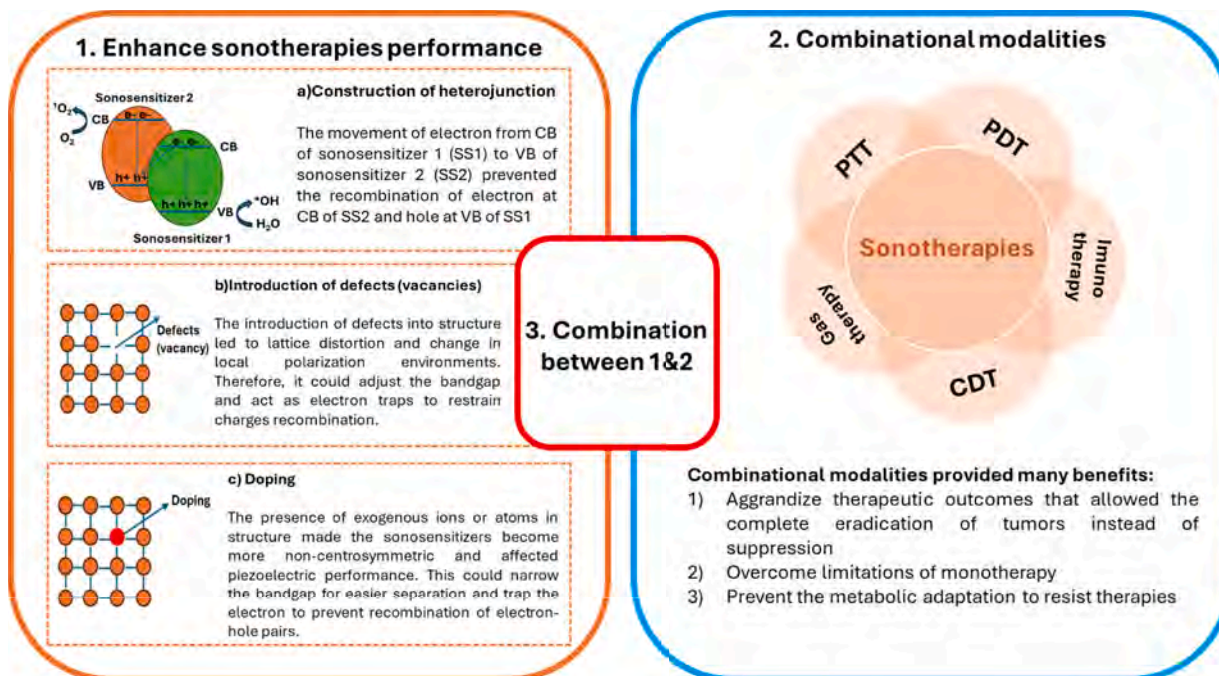 1. Enhance sonotherapies performance
a)Construction of heterojunction
Sonosensitizer 2
¹O₂
O₂
CB
e- e-
e- e-
CB
VB
h+ h+
h+ h+ h+
VB
•OH
H₂O
Sonosensitizer 1
The movement of electron from CB
of sonosensitizer 1 (SS1) to VB of
sonosensitizer 2 (SS2) prevented
the recombination of electron at
CB of SS2 and hole at VB of SS1
b)Introduction of defects (vacancies)
Defects
(vacancy)
The introduction of defects into structure
led to lattice distortion and change in
local polarization environments.
Therefore, it could adjust the bandgap
and act as electron traps to restrain
charges recombination.
c) Doping
Doping
The presence of exogenous ions or atoms in
structure made the sonosensitizers become
more non-centrosymmetric and affected
piezoelectric performance. This could narrow
the bandgap for easier separation and trap the
electron to prevent recombination of electron-
hole pairs.
3. Combination
between 1&2
2. Combinational modalities
PTT
PDT
Imuno
therapy
CDT
Gas
therapy
Sonotherapies
Combinational modalities provided many benefits:
1) Aggrandize therapeutic outcomes that allowed the
complete eradication of tumors instead of
suppression
2) Overcome limitations of monotherapy
3) Prevent the metabolic adaptation to resist therapies